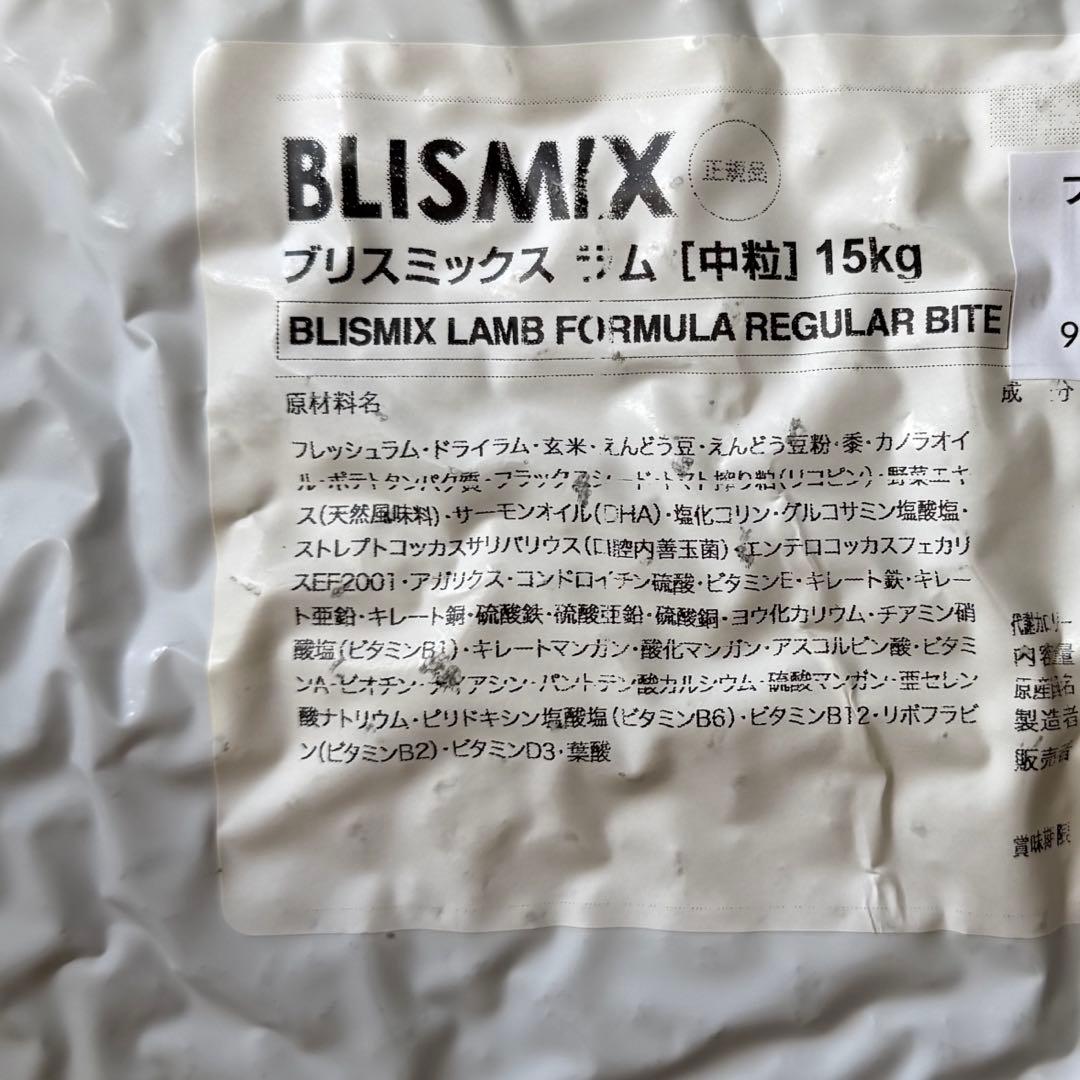 BLISMIX
正規品
ブリスミックス ラム [中粒] 15kg
BLISMIX LAMB FORMULA REGULAR BITE
原材料名
フレッシュラム・ドライラム・玄米・えんどう豆・えんどう豆粉・黍・カノラオイ
ル・ポテトタンパク質・フラックスシード・トマト搾り粕(リコピン)・野菜エキ
ス(天然風味料)・サーモンオイル(DHA)・塩化コリン・グルコサミン塩酸塩・
ストレプトコッカスサリバリウス(口腔内善玉菌)・エンテロコッカスフェカリ
スEF2001・アガリクス・コンドロイチン硫酸・ビタミンE・キレート鉄・キレー
ト亜鉛・キレート銅・硫酸鉄・硫酸亜鉛・硫酸銅・ヨウ化カリウム・チアミン硝
酸塩(ビタミンB1)・キレートマンガン・酸化マンガン・アスコルビン酸・ビタミ
ンA・ビオチン・ナイアシン・パントテン酸カルシウム・硫酸マンガン・亜セレン
酸ナトリウム・ピリドキシン塩酸塩(ビタミンB6)・ビタミンB12・リボフラビ
ン(ビタミンB2)・ビタミンD3・葉酸
9
成 分
代謝カロリー
内容量
原産国名
製造者
販売者
賞味期限